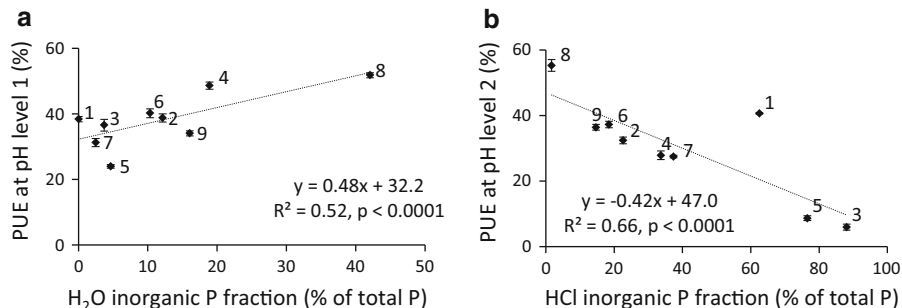 a
PUE at pH level 1 (%)
60
40
20
0
1
7
3
5
6
2
9
4
8
y = 0.48x + 32.2
R² = 0.52, p < 0.0001
0 10 20 30 40 50
H₂O inorganic P fraction (% of total P)
b
PUE at pH level 2 (%)
60
40
20
0
8
9
6
2
4
7
1
5
3
y = -0.42x + 47.0
R² = 0.66, p < 0.0001
0 20 40 60 80 100
HCl inorganic P fraction (% of total P)